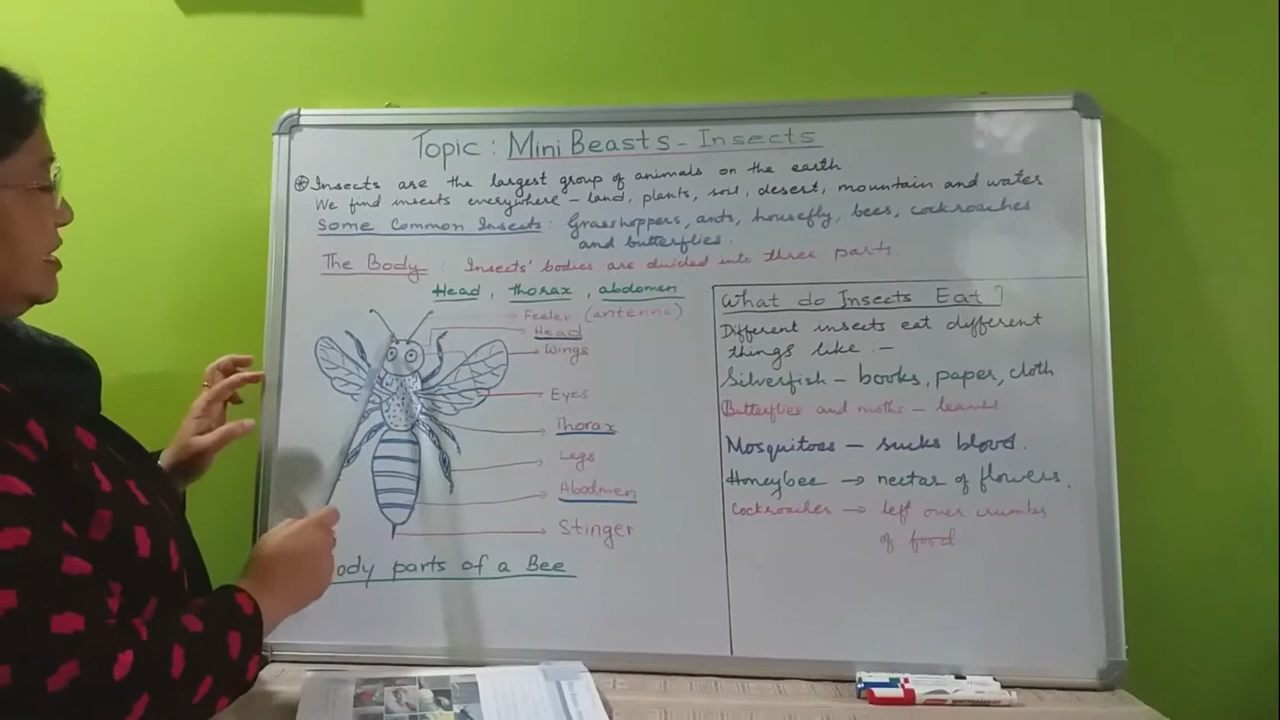 Topic: Mini Beasts - Insects
Insects are the largest group of animals on the earth.
We find insects everywhere - land, plants, soil, desert, mountain and water.
Some Common Insects: Grasshoppers, ants, housefly, bees, cockroaches
and butterflies.
The Body : Insects' bodies are divided into three parts
Head, thorax, abdomen
Feeler (antenna)
Head
Wings
Eyes
Thorax
Legs
Abodmen
Stinger
ody parts of a Bee
What do Insects Eat?
Different insects eat different
things like :-
Silverfish - books, paper, cloth
Butterflies and moths - leaves
Mosquitoes - sucks blood.
Honeybee → nectar of flowers.
Cockroaches → left over crumbs
of food